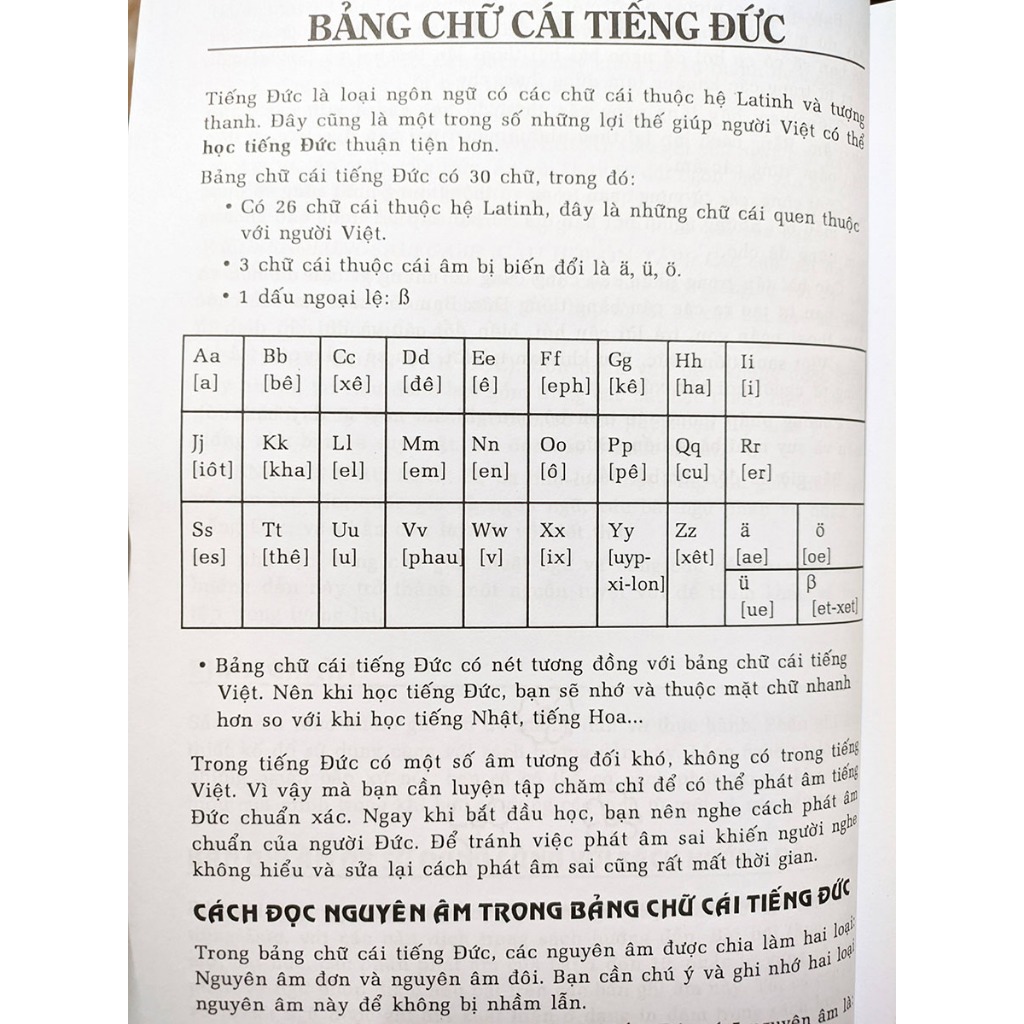 BẢNG CHỮ CÁI TIẾNG ĐỨC
Tiếng Đức là loại ngôn ngữ có các chữ cái thuộc hệ Latinh và tượng
thanh. Đây cũng là một trong số những lợi thế giúp người Việt có thể
học tiếng Đức thuận tiện hơn.
Bảng chữ cái tiếng Đức có 30 chữ, trong đó:
• Có 26 chữ cái thuộc hệ Latinh, đây là những chữ cái quen thuộc
với người Việt.
• 3 chữ cái thuộc cái âm bị biến đổi là ä, ü, ö.
• 1 dấu ngoại lệ: ß
Aa Bb Cc Dd Ee Ff Gg Hh Ii
[a] [bê] [xê] [đê] [ê] [eph] [kê] [ha] [i]
Jj Kk Ll Mm Nn Oo Pp Qq Rr
[iôt] [kha] [el] [em] [en] [ô] [pê] [cu] [er]
Ss Tt Uu Vv Ww Xx Yy Zz ä ö
[es] [thê] [u] [phau] [v] [ix] [uyp- [xêt] [ae] [oe]
xi-lon] ü β
[ue] [et-xet]
• Bảng chữ cái tiếng Đức có nét tương đồng với bảng chữ cái tiếng
Việt. Nên khi học tiếng Đức, bạn sẽ nhớ và thuộc mặt chữ nhanh
hơn so với khi học tiếng Nhật, tiếng Hoa...
Trong tiếng Đức có một số âm tương đối khó, không có trong tiếng
Việt. Vì vậy mà bạn cần luyện tập chăm chỉ để có thể phát âm tiếng
Đức chuẩn xác. Ngay khi bắt đầu học, bạn nên nghe cách phát âm
chuẩn của người Đức. Để tránh việc phát âm sai khiến người nghe
không hiểu và sửa lại cách phát âm sai cũng rất mất thời gian.
CÁCH ĐỌC NGUYÊN ÂM TRONG BẢNG CHỮ CÁI TIẾNG ĐỨC
Trong bảng chữ cái tiếng Đức, các nguyên âm được chia làm hai loại:
Nguyên âm đơn và nguyên âm đôi. Bạn cần chú ý và ghi nhớ hai loại
nguyên âm này để không bị nhầm lẫn.
âm là: